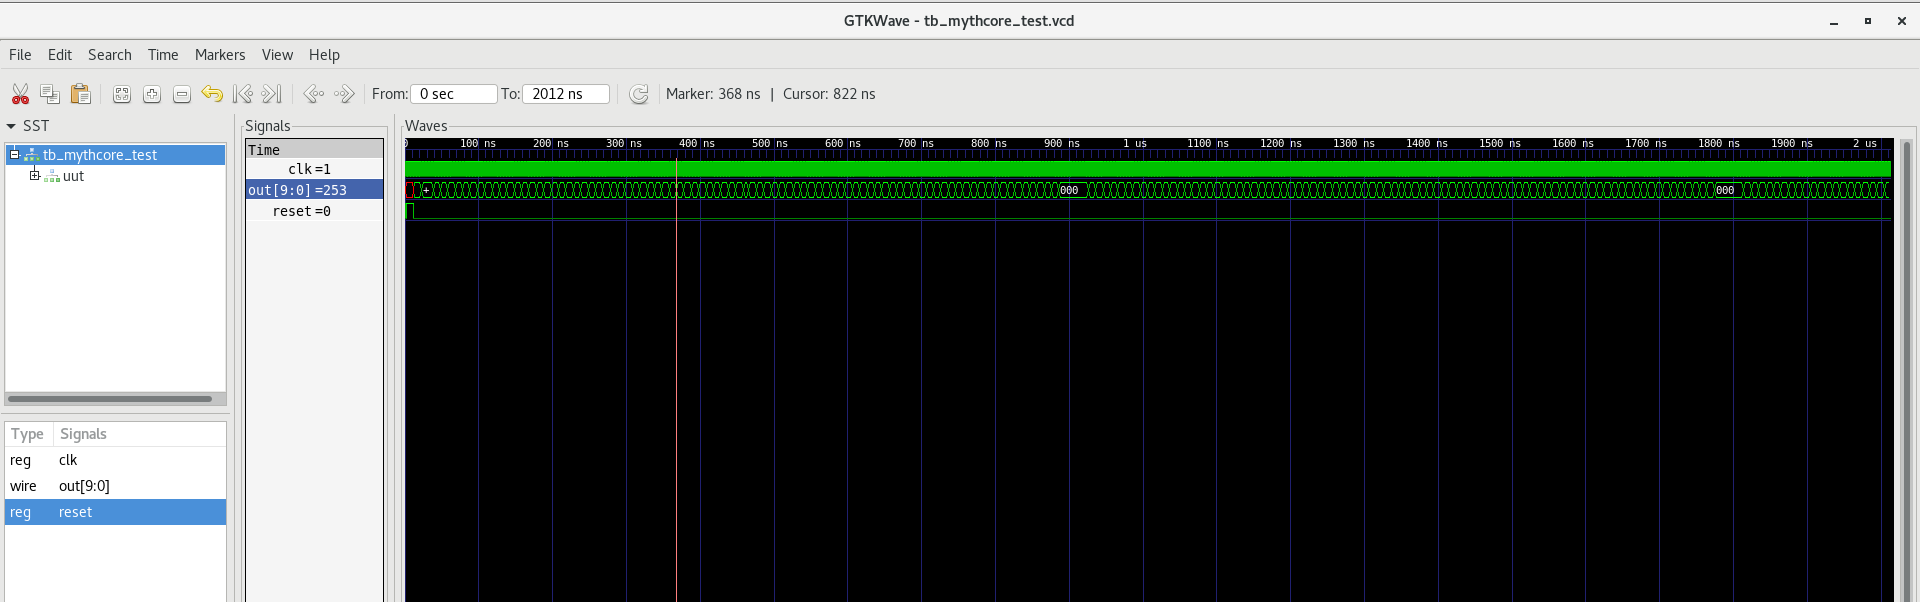 GTKWave - tb_mythcore_test.vcd
File Edit Search Time Markers View Help
From: 0 sec To: 2012 ns Marker: 368 ns | Cursor: 822 ns
SST
tb_mythcore_test
uut
Type Signals
reg clk
wire out[9:0]
reg reset
Signals
Time
clk=1
out[9:0]=253
reset=0
Waves
0 100 ns 200 ns 300 ns 400 ns 500 ns 600 ns 700 ns 800 ns 900 ns 1 us 1100 ns 1200 ns 1300 ns 1400 ns 1500 ns 1600 ns 1700 ns 1800 ns 1900 ns 2 us
+ 000 000